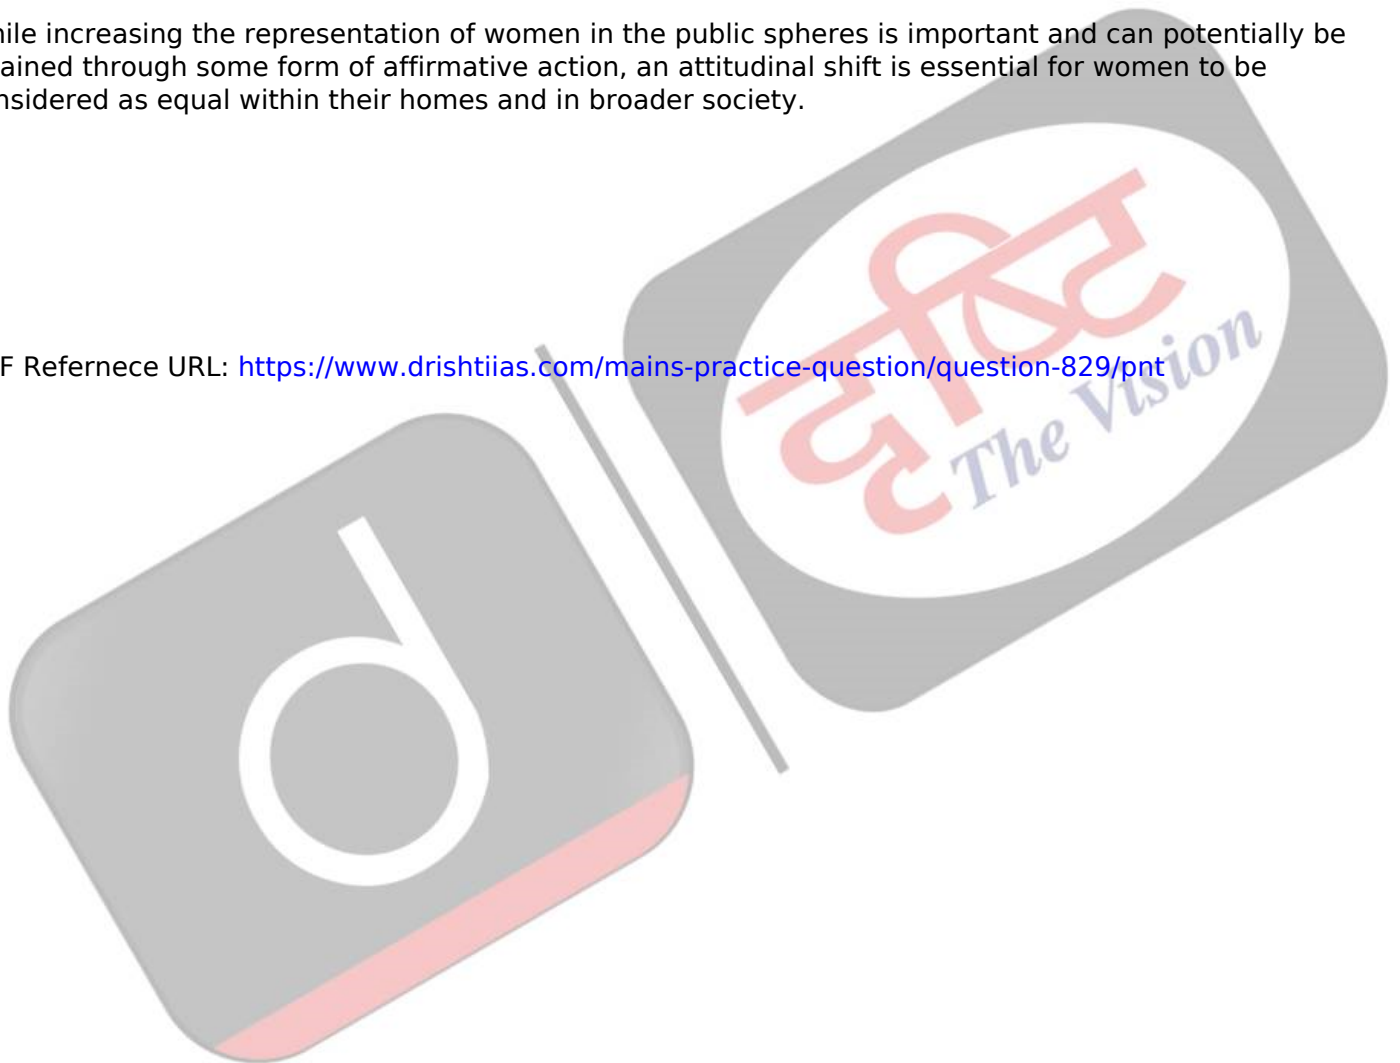 hile increasing the representation of women in the public spheres is important and can potentially be
ained through some form of affirmative action, an attitudinal shift is essential for women to be
nsidered as equal within their homes and in broader society.
F Refernece URL: https://www.drishtiias.com/mains-practice-question/question-829/pnt
दृष्टि
The Vision
d